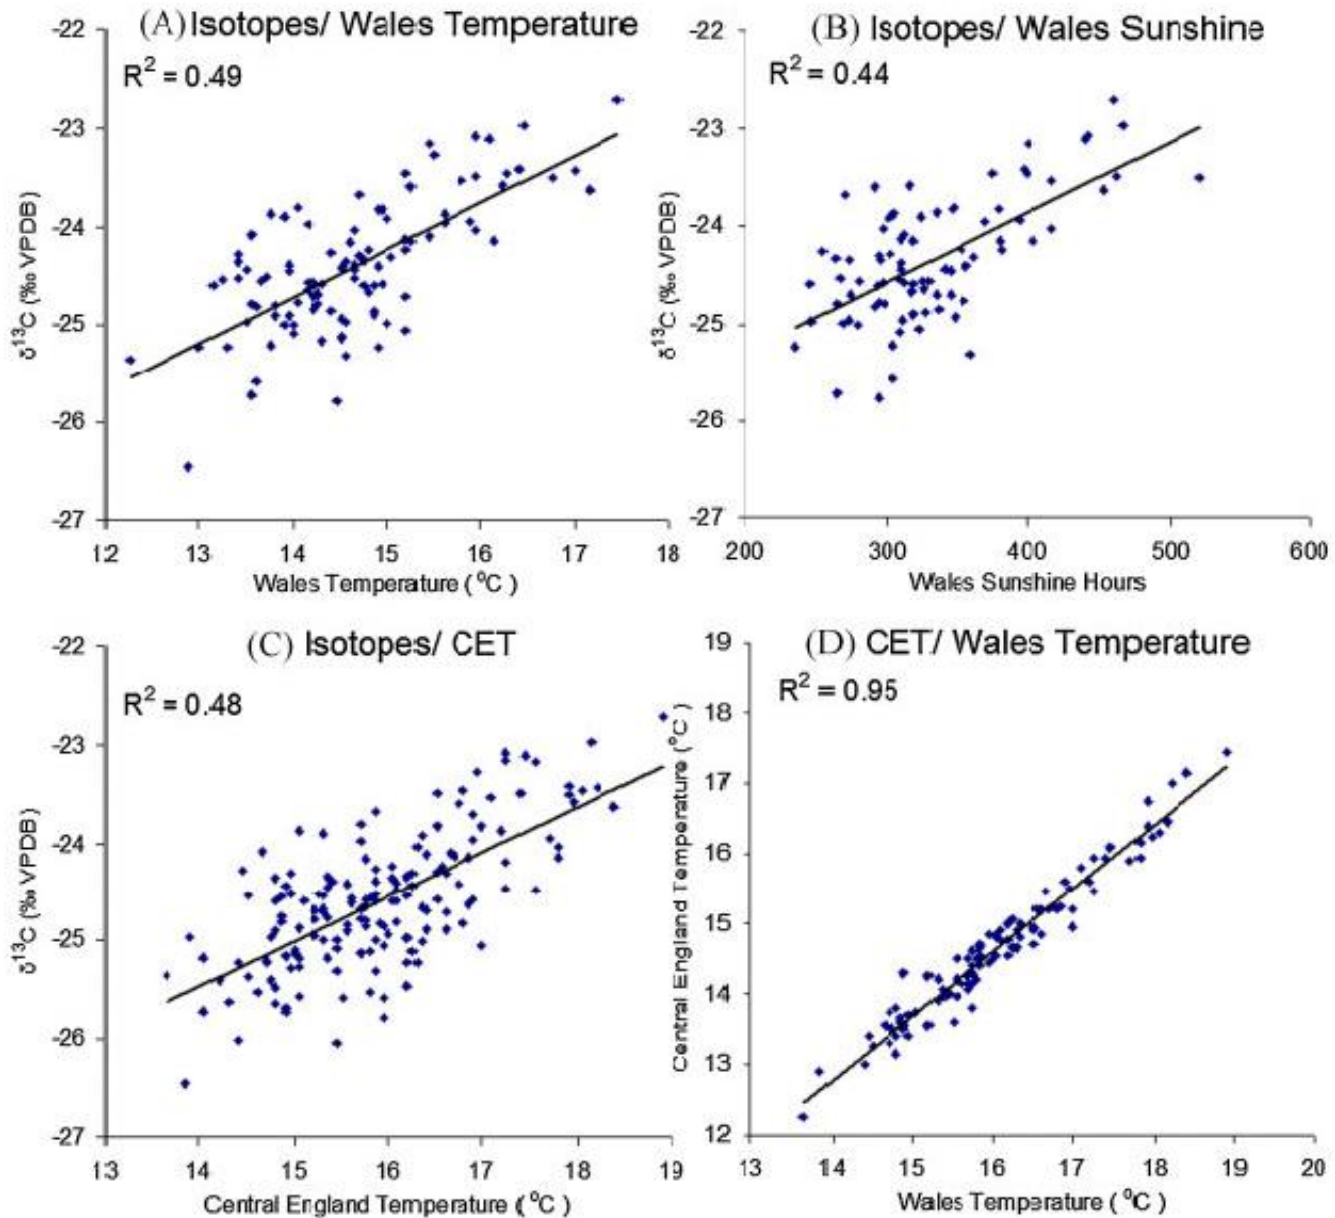 (A) Isotopes/ Wales Temperature
R² = 0.49
-22
-23
-24
-25
-26
-27
δ¹³C (‰ VPDB)
12 13 14 15 16 17 18
Wales Temperature (⁰C )
(B) Isotopes/ Wales Sunshine
R² = 0.44
-22
-23
-24
-25
-26
-27
δ¹³C (‰ VPDB)
200 300 400 500 600
Wales Sunshine Hours
(C) Isotopes/ CET
R² = 0.48
-22
-23
-24
-25
-26
-27
δ¹³C (‰ VPDB)
13 14 15 16 17 18 19
Central England Temperature (⁰C )
(D) CET/ Wales Temperature
R² = 0.95
19
18
17
16
15
14
13
12
Central England Temperature (⁰C )
13 14 15 16 17 18 19 20
Wales Temperature (⁰C )